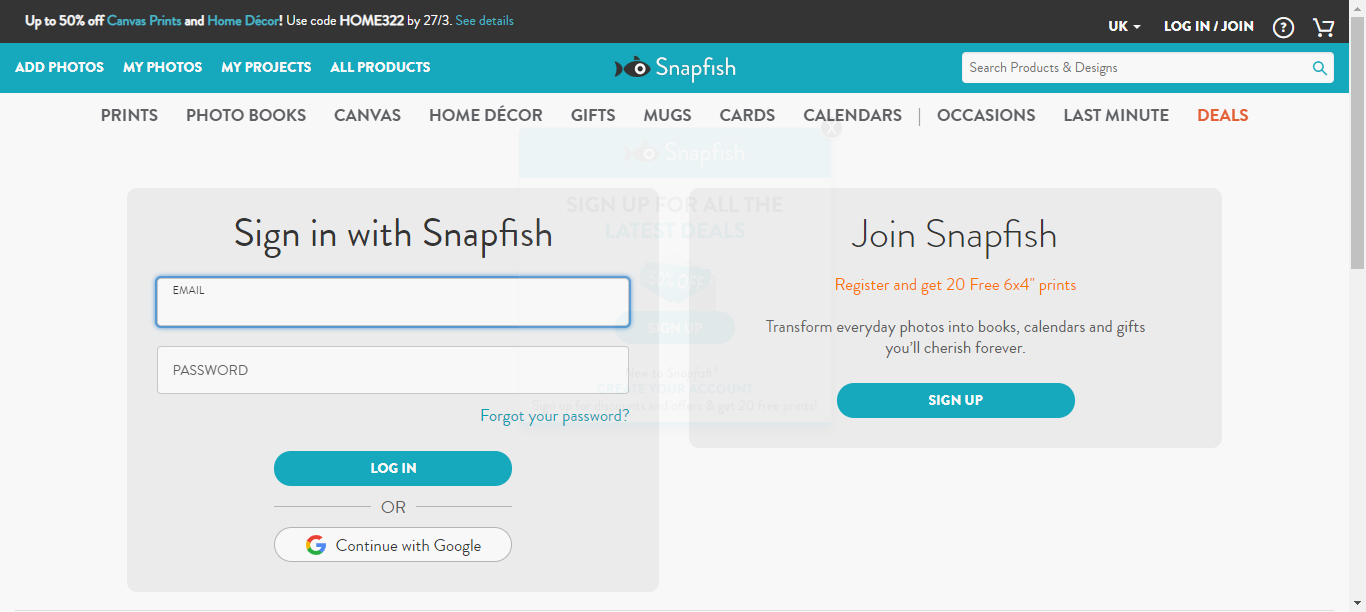 Up to 50% off Canvas Prints and Home Décor! Use code HOME322 by 27/3. See details
UK LOG IN / JOIN ?
ADD PHOTOS MY PHOTOS MY PROJECTS ALL PRODUCTS Snapfish Search Products & Designs
PRINTS PHOTO BOOKS CANVAS HOME DÉCOR GIFTS MUGS CARDS CALENDARS | OCCASIONS LAST MINUTE DEALS
X
Snapfish
SIGN UP FOR ALL THE
LATEST DEALS
50% OFF
SIGN UP
New to Snapfish?
CREATE YOUR ACCOUNT
Sign up for discounts and offers & get 20 free prints!
Sign in with Snapfish
EMAIL
PASSWORD
Forgot your password?
LOG IN
OR
Continue with Google
Join Snapfish
Register and get 20 Free 6x4" prints
Transform everyday photos into books, calendars and gifts
you'll cherish forever.
SIGN UP